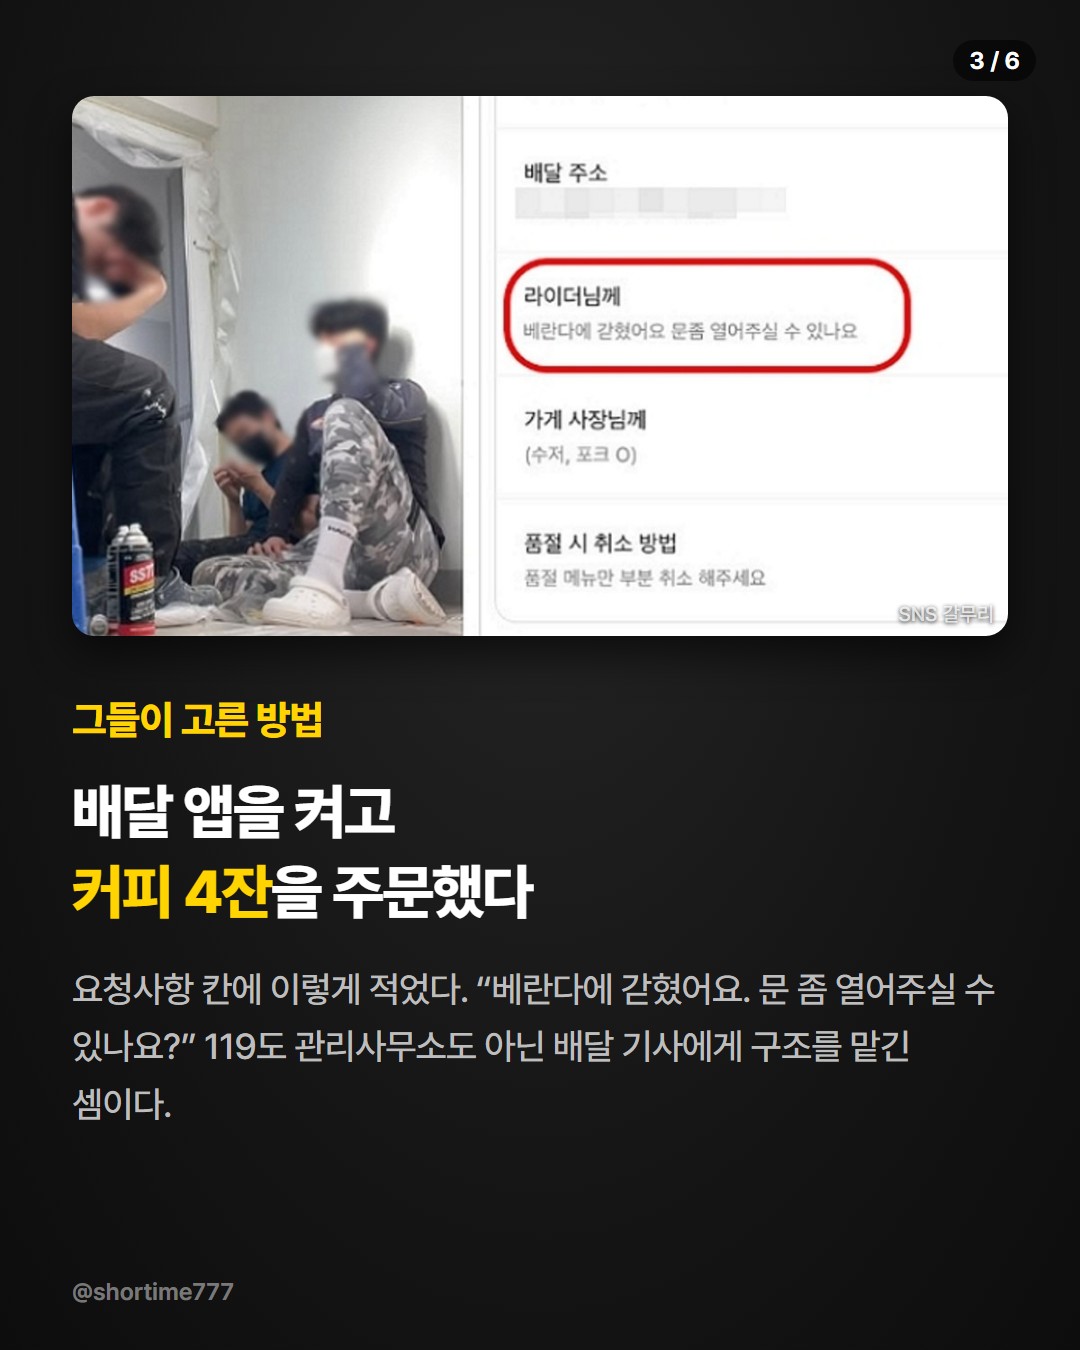 3 / 6
배달 주소
라이더님께
베란다에 갇혔어요 문좀 열어주실 수 있나요
가게 사장님께
(수저, 포크 O)
품절 시 취소 방법
품절 메뉴만 부분 취소 해주세요
SST
SNS 갈무리
그들이 고른 방법
배달 앱을 켜고
커피 4잔을 주문했다
요청사항 칸에 이렇게 적었다. “베란다에 갇혔어요. 문 좀 열어주실 수
있나요?” 119도 관리사무소도 아닌 배달 기사에게 구조를 맡긴
셈이다.
@shortime777